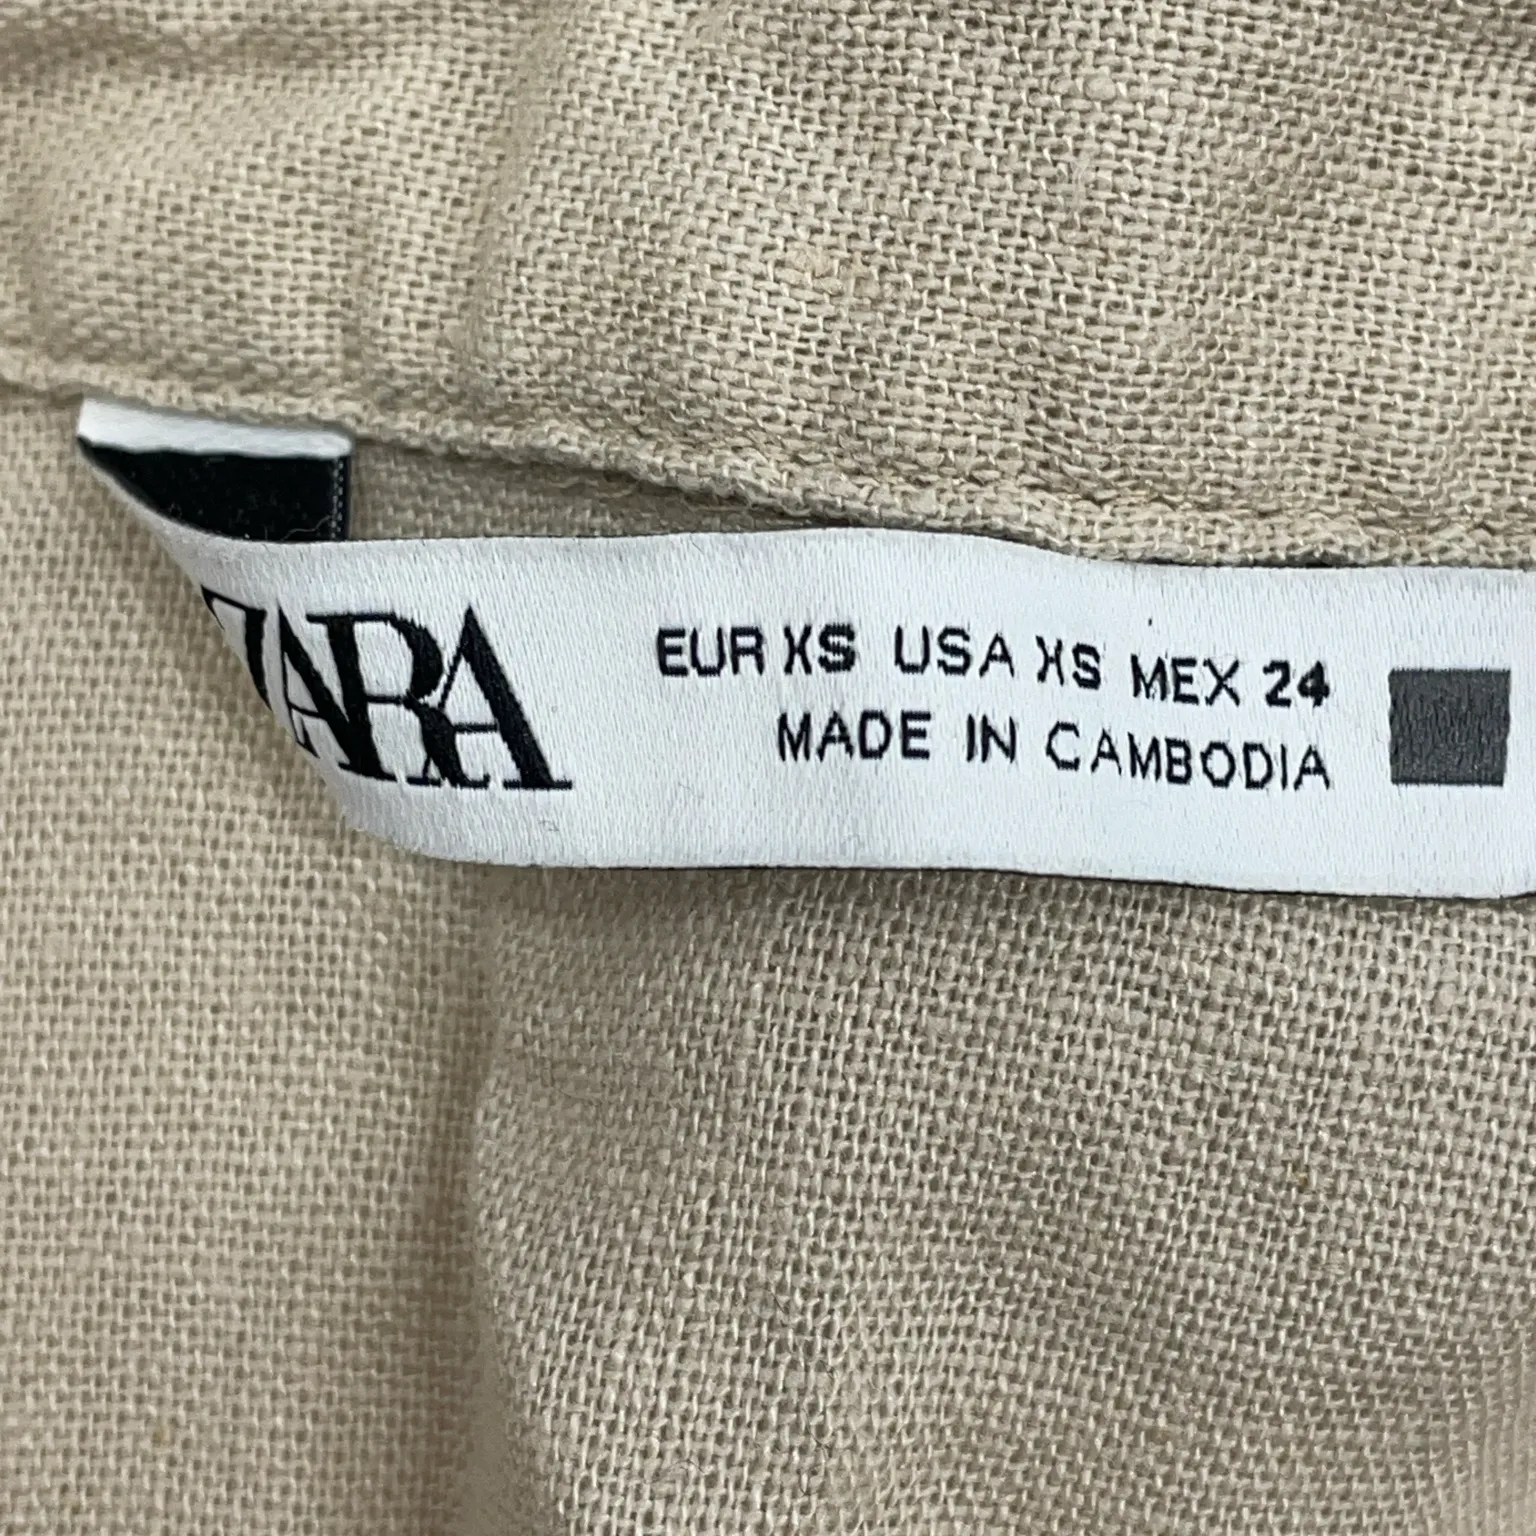 ZARA
EUR XS USA XS MEX 24
MADE IN CAMBODIA